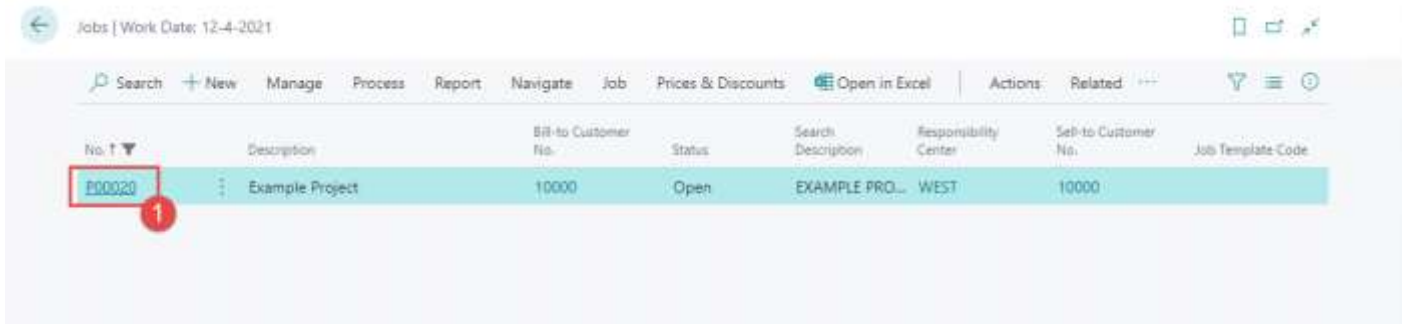 Jobs | Work Date: 12-4-2021
Search + New Manage Process Report Navigate Job Prices & Discounts Open in Excel | Actions Related ...
No. ↑ Description Bill-to Customer No. Status Search Description Responsibility Center Sell-to Customer No. Job Template Code
P00020 Example Project 10000 Open EXAMPLE PRO... WEST 10000
1